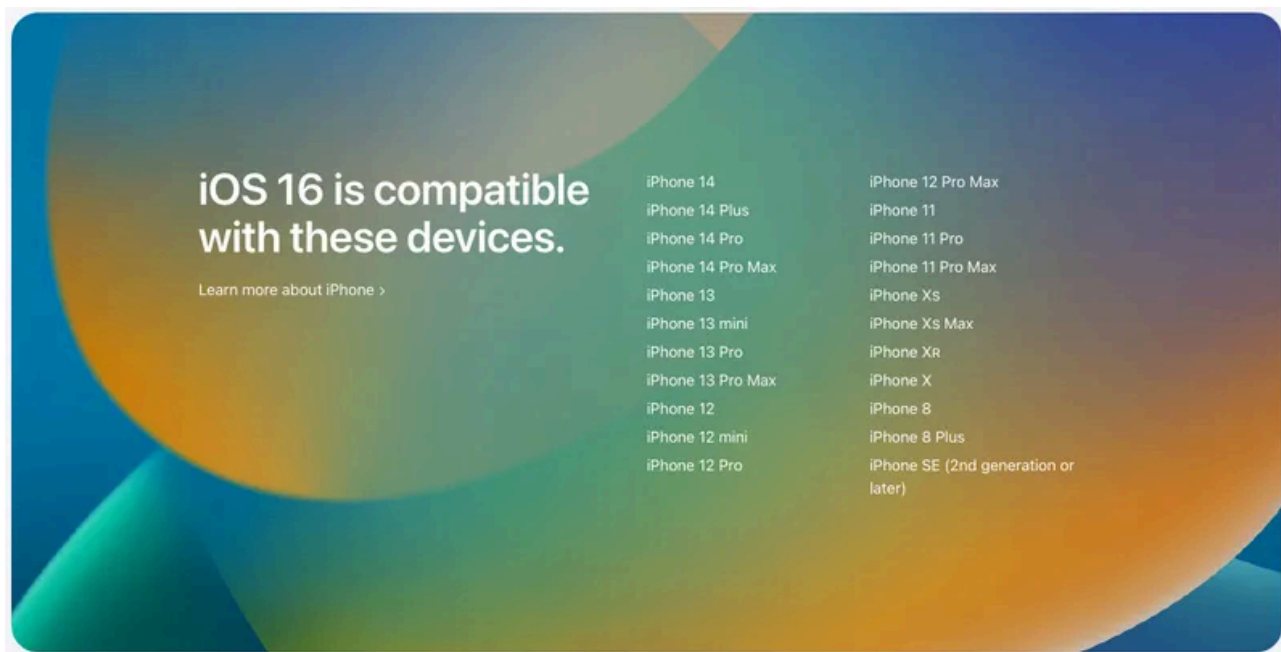 iOS 16 is compatible
with these devices.
Learn more about iPhone >
iPhone 14
iPhone 14 Plus
iPhone 14 Pro
iPhone 14 Pro Max
iPhone 13
iPhone 13 mini
iPhone 13 Pro
iPhone 13 Pro Max
iPhone 12
iPhone 12 mini
iPhone 12 Pro
iPhone 12 Pro Max
iPhone 11
iPhone 11 Pro
iPhone 11 Pro Max
iPhone Xs
iPhone Xs Max
iPhone XR
iPhone X
iPhone 8
iPhone 8 Plus
iPhone SE (2nd generation or
later)